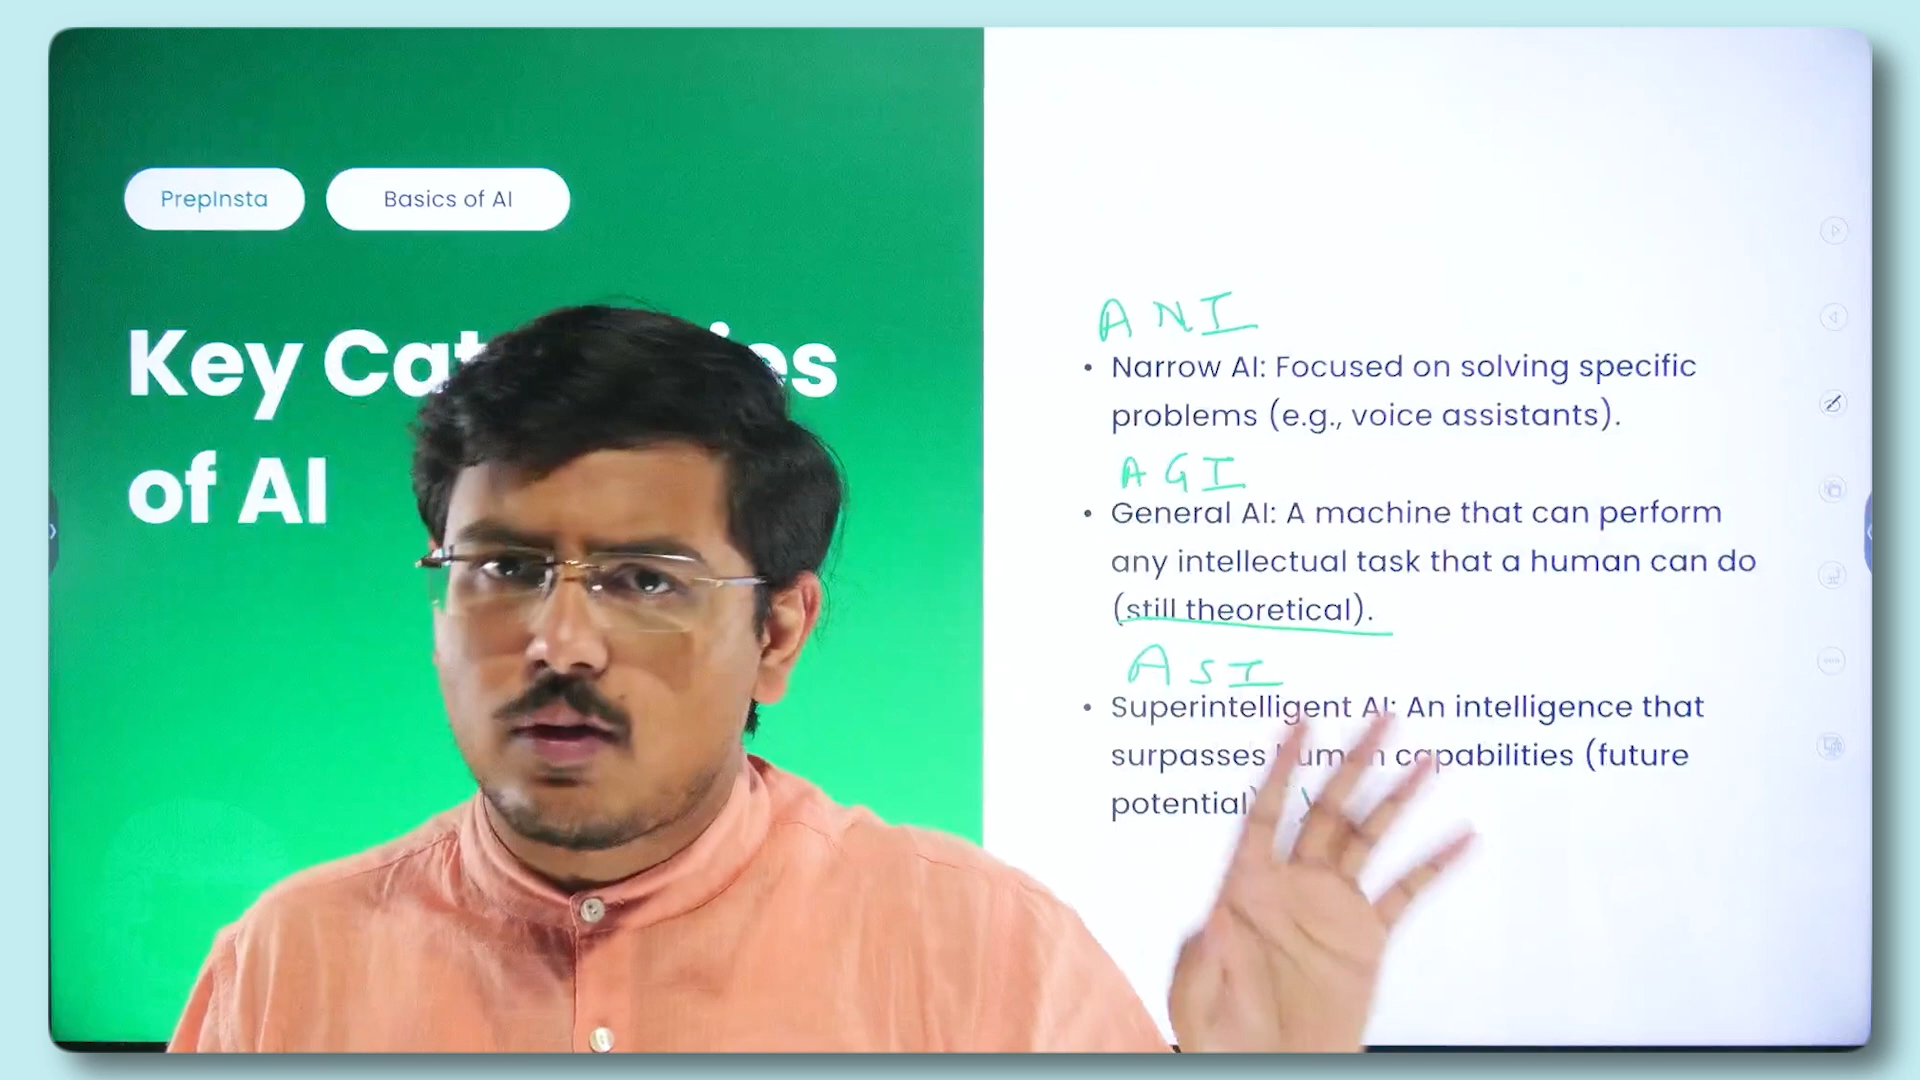 PrepInsta
Basics of AI
Key
of AI
ANI
• Narrow AI: Focused on solving specific
problems (e.g., voice assistants).
AGI
• General AI: A machine that can perform
any intellectual task that a human can do
(still theoretical).
ASI
• Superintelligent AI: An intelligence that
surpasses human capabilities (future
potential)